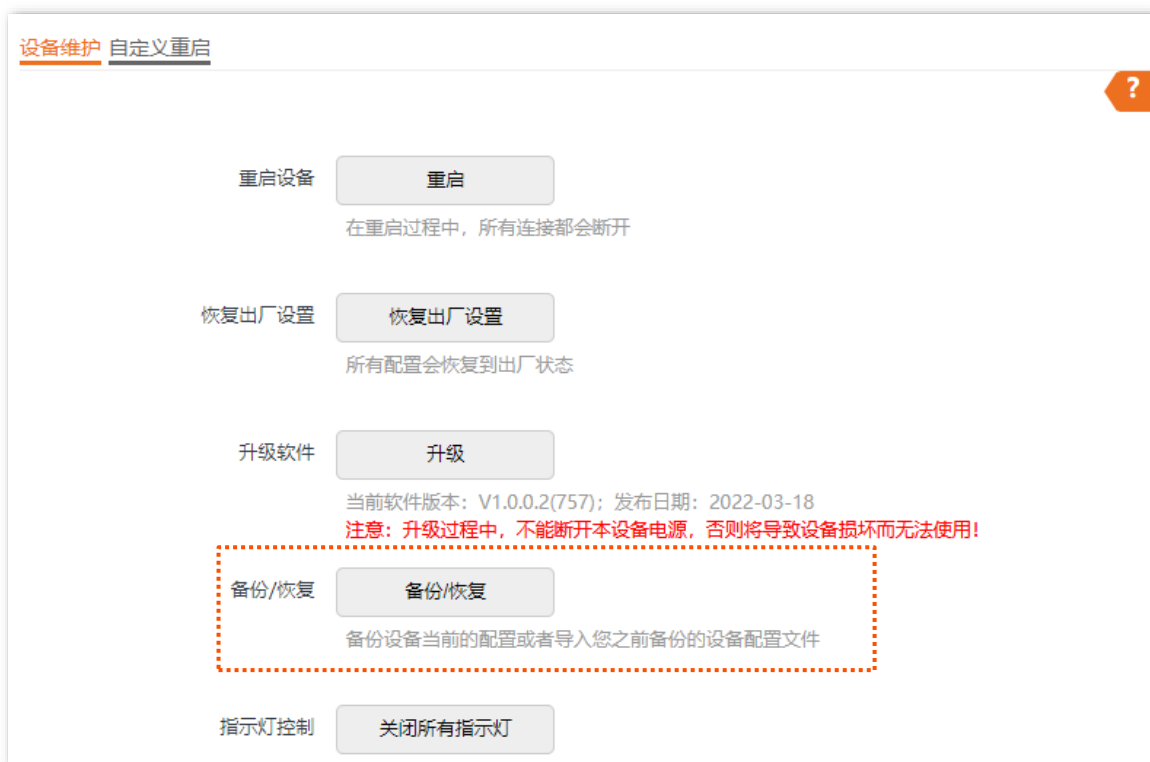 设备维护 自定义重启
?
重启设备 重启
在重启过程中，所有连接都会断开
恢复出厂设置 恢复出厂设置
所有配置会恢复到出厂状态
升级软件 升级
当前软件版本：V1.0.0.2(757)；发布日期：2022-03-18
注意：升级过程中，不能断开本设备电源，否则将导致设备损坏而无法使用！
备份/恢复 备份/恢复
备份设备当前的配置或者导入您之前备份的设备配置文件
指示灯控制 关闭所有指示灯